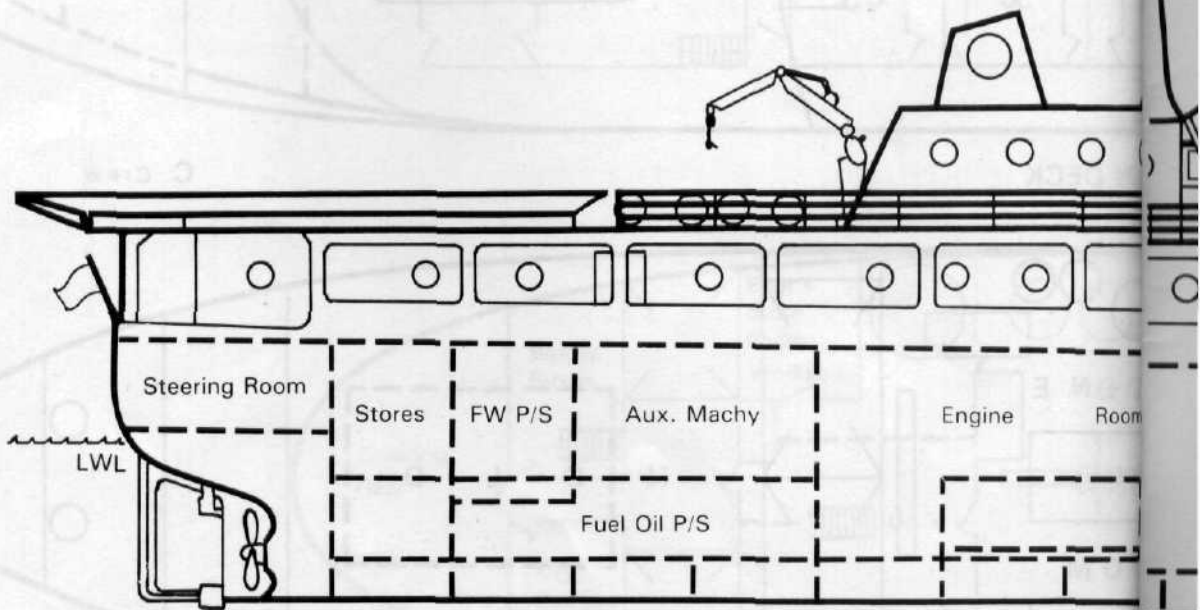 Steering Room
Stores
FW P/S
Aux. Machy
Engine Room
LWL
Fuel Oil P/S